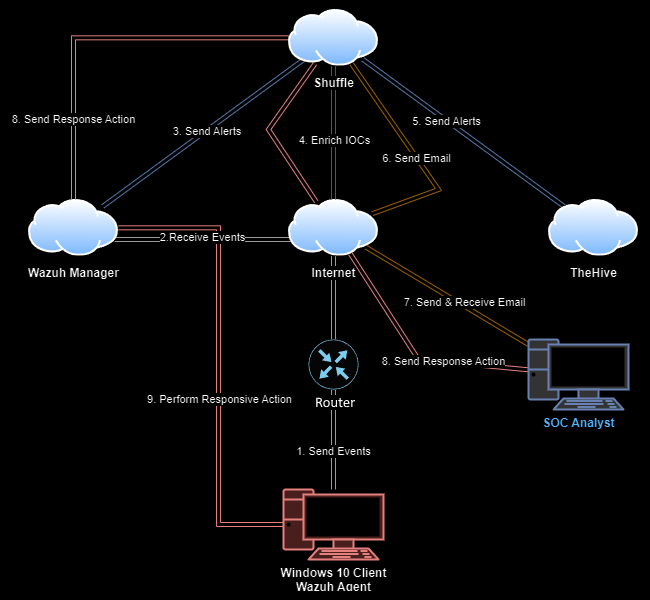 Shuffle
8. Send Response Action
3. Send Alerts
4. Enrich IOCs
5. Send Alerts
6. Send Email
2.Receive Events
Wazuh Manager
Internet
TheHive
7. Send & Receive Email
8. Send Response Action
Router
9. Perform Responsive Action
SOC Analyst
1. Send Events
Windows 10 Client
Wazuh Agent